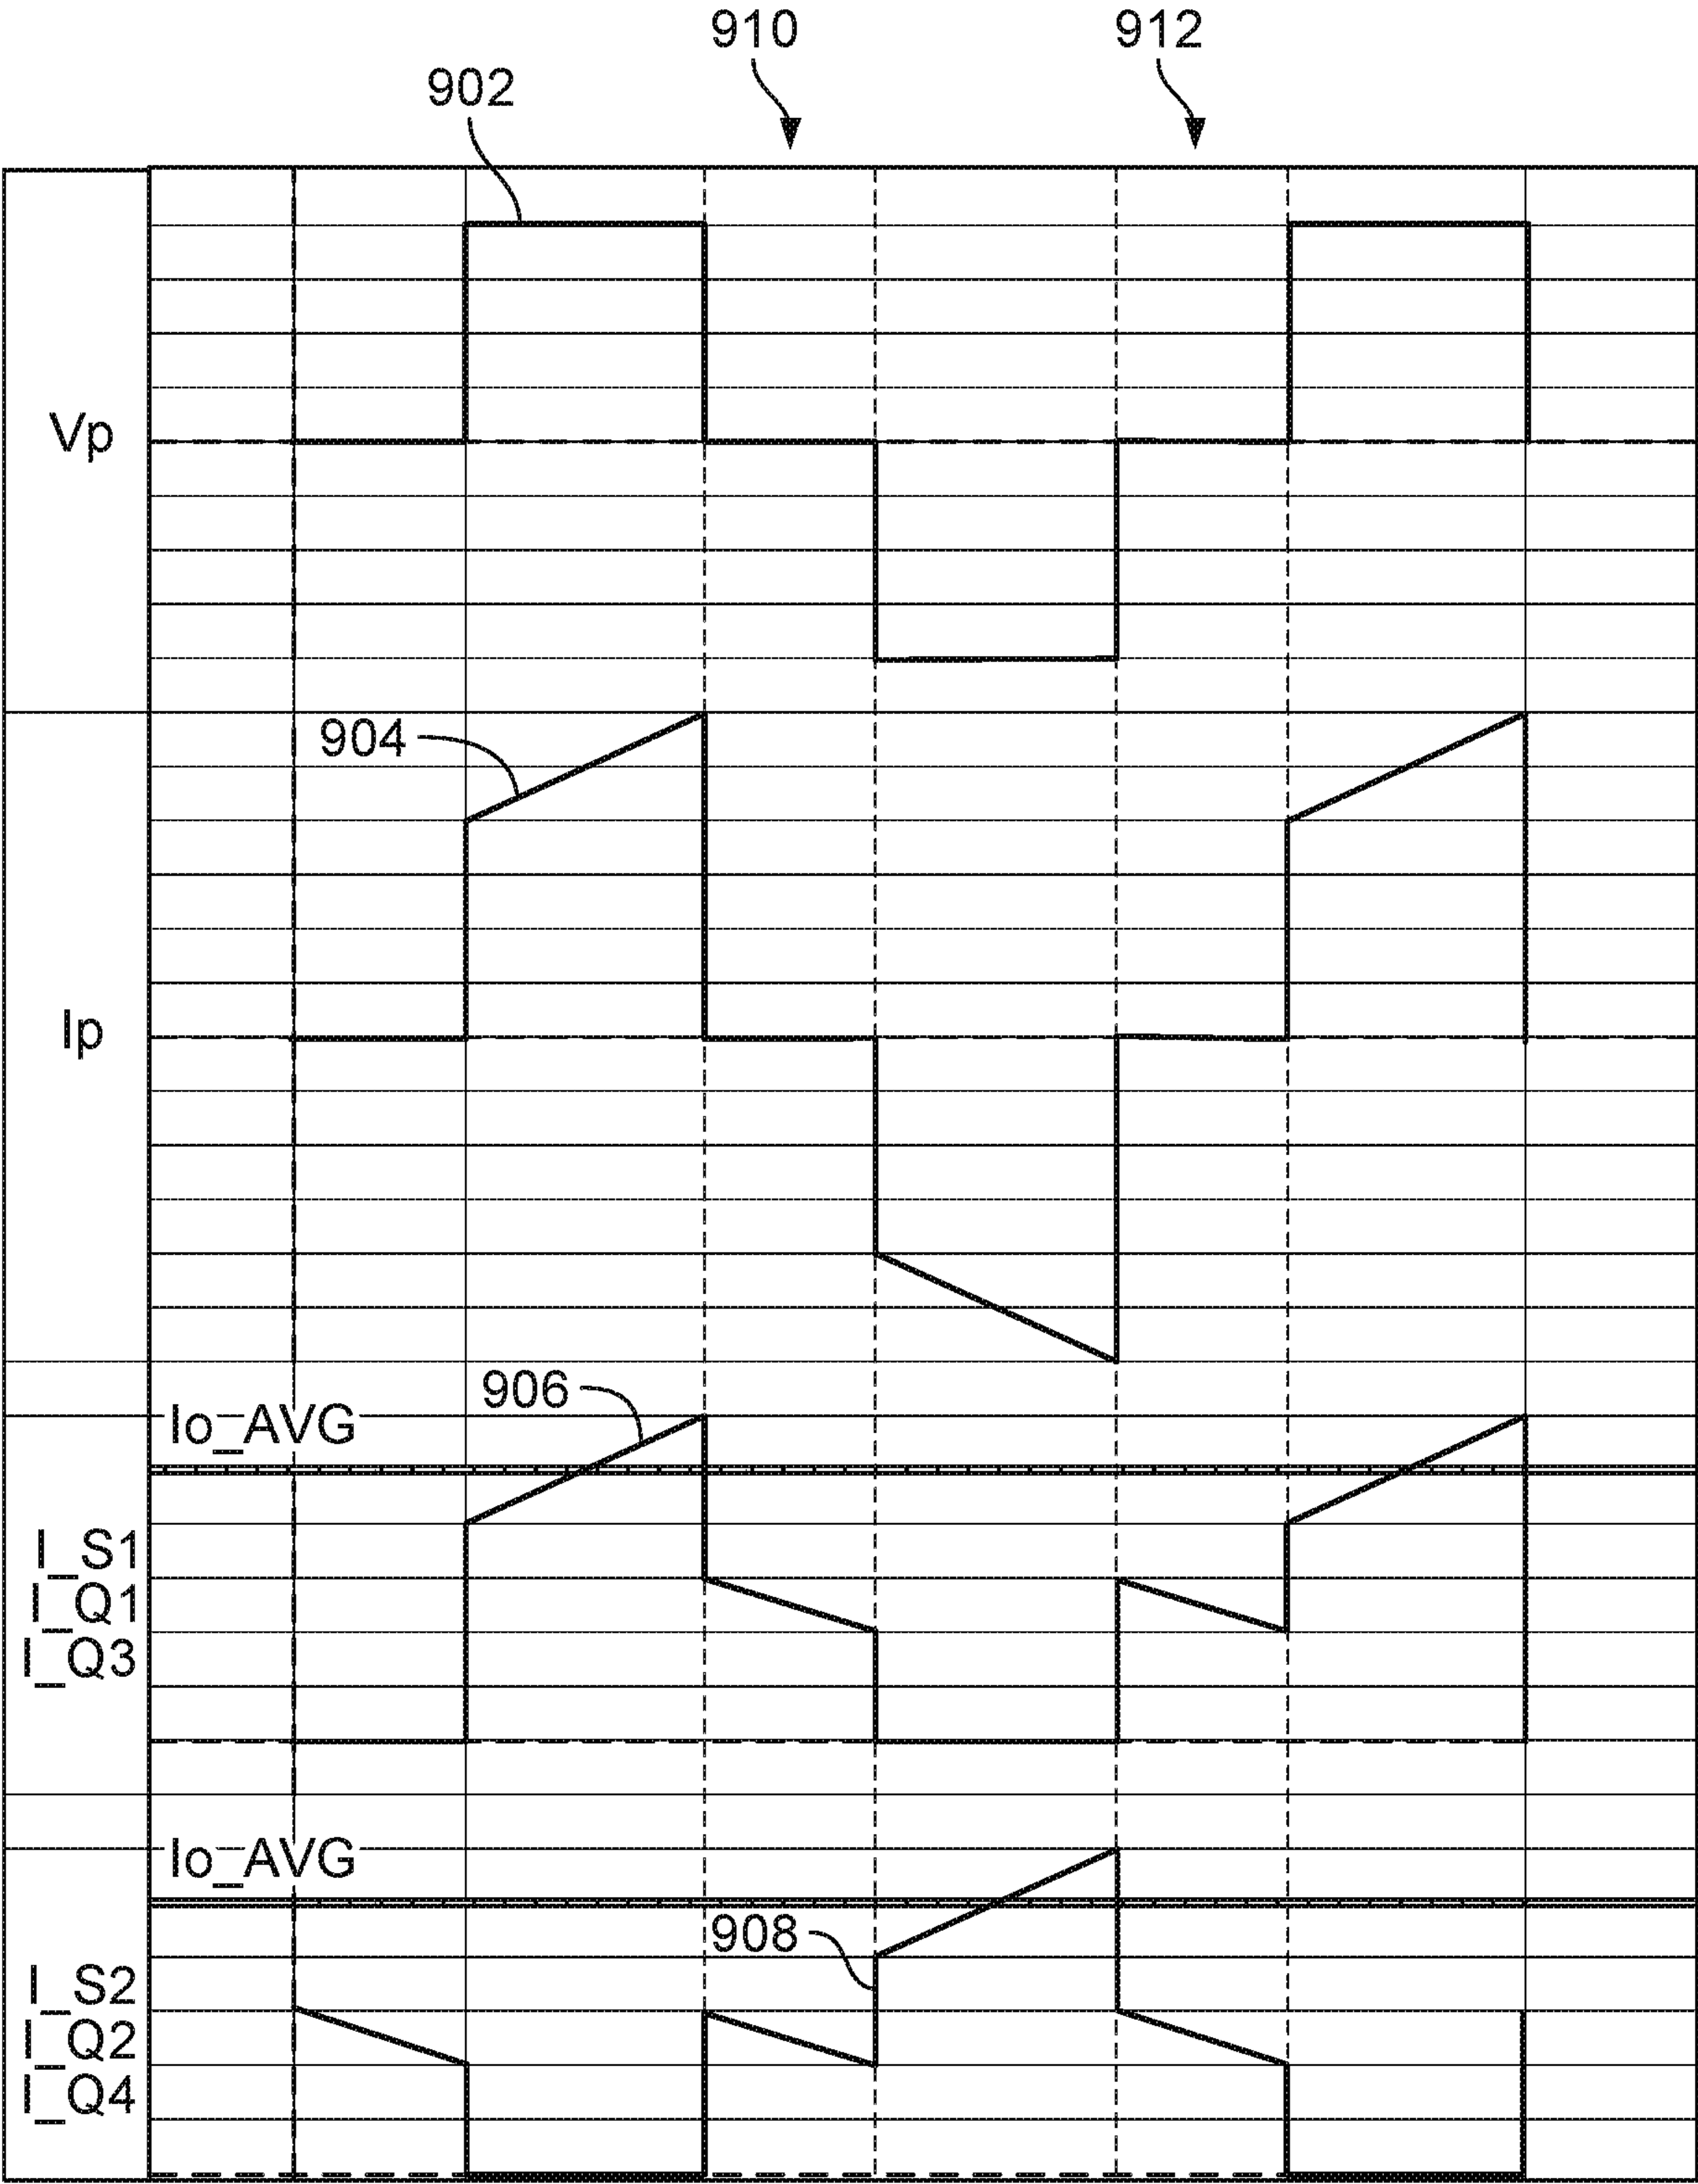 910
912
902
Vp
904
Ip
906
Io_AVG
I_S1
I_Q1
I_Q3
Io_AVG
908
I_S2
I_Q2
I_Q4